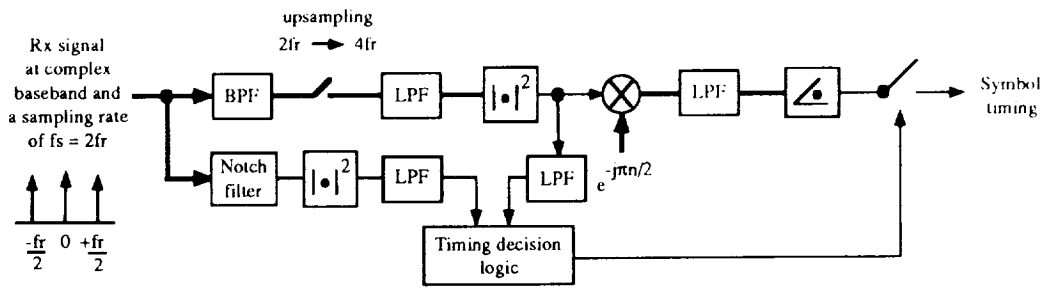 upsampling
2fr → 4fr
Rx signal
at complex
baseband and
a sampling rate
of fs = 2fr
BPF
LPF
|•|²
LPF
Symbol
timing
Notch
filter
|•|²
LPF
LPF
e^-jπn/2
Timing decision
logic
-fr/2 0 +fr/2